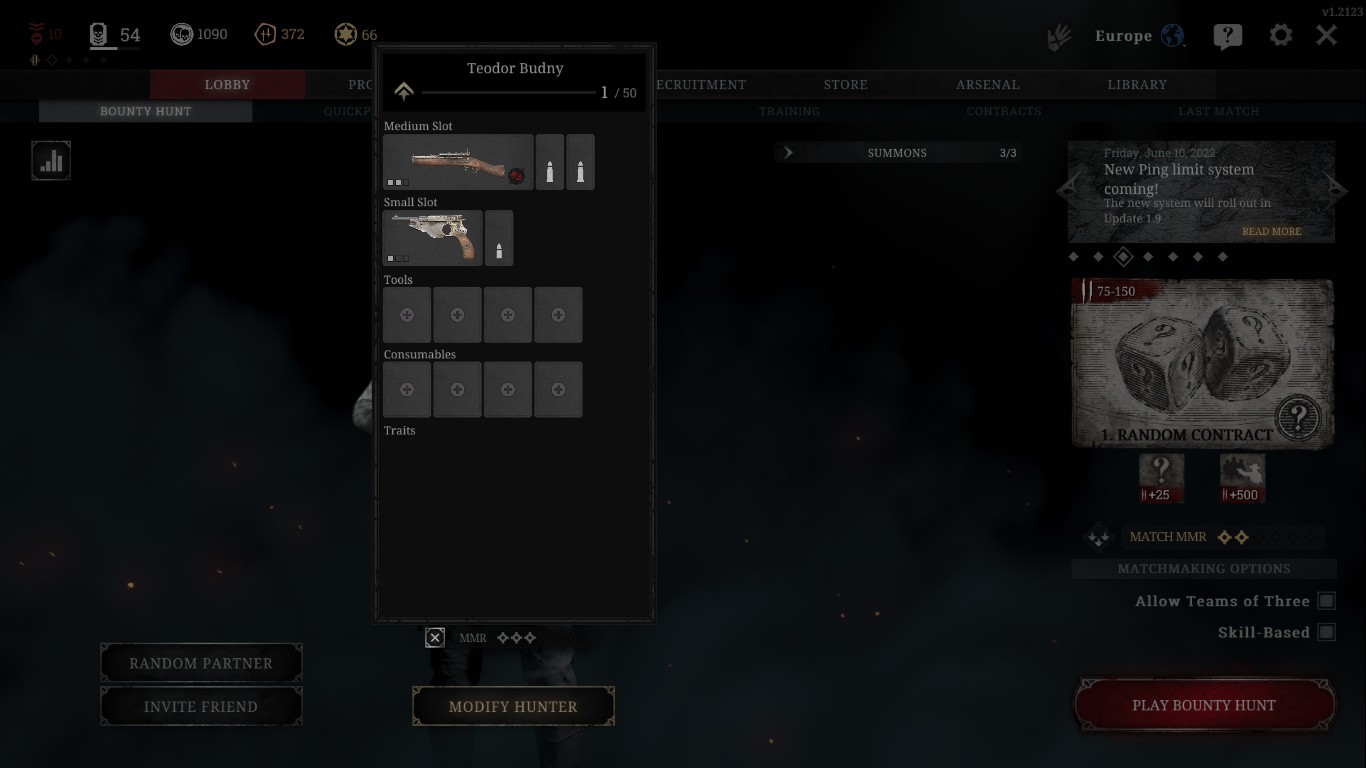 v1.2123
10
54
1090
372
66
Europe
LOBBY
PRO
ECRUITMENT
STORE
ARSENAL
LIBRARY
BOUNTY HUNT
QUICKP
TRAINING
CONTRACTS
LAST MATCH
Teodor Budny
1 / 50
Medium Slot
Small Slot
Tools
Consumables
Traits
SUMMONS 3/3
Friday, June 10, 2022
New Ping limit system
coming!
The new system will roll out in
Update 1.9
READ MORE
75-150
1. RANDOM CONTRACT
+25
+500
MATCH MMR
MATCHMAKING OPTIONS
Allow Teams of Three
Skill-Based
MMR
RANDOM PARTNER
INVITE FRIEND
MODIFY HUNTER
PLAY BOUNTY HUNT